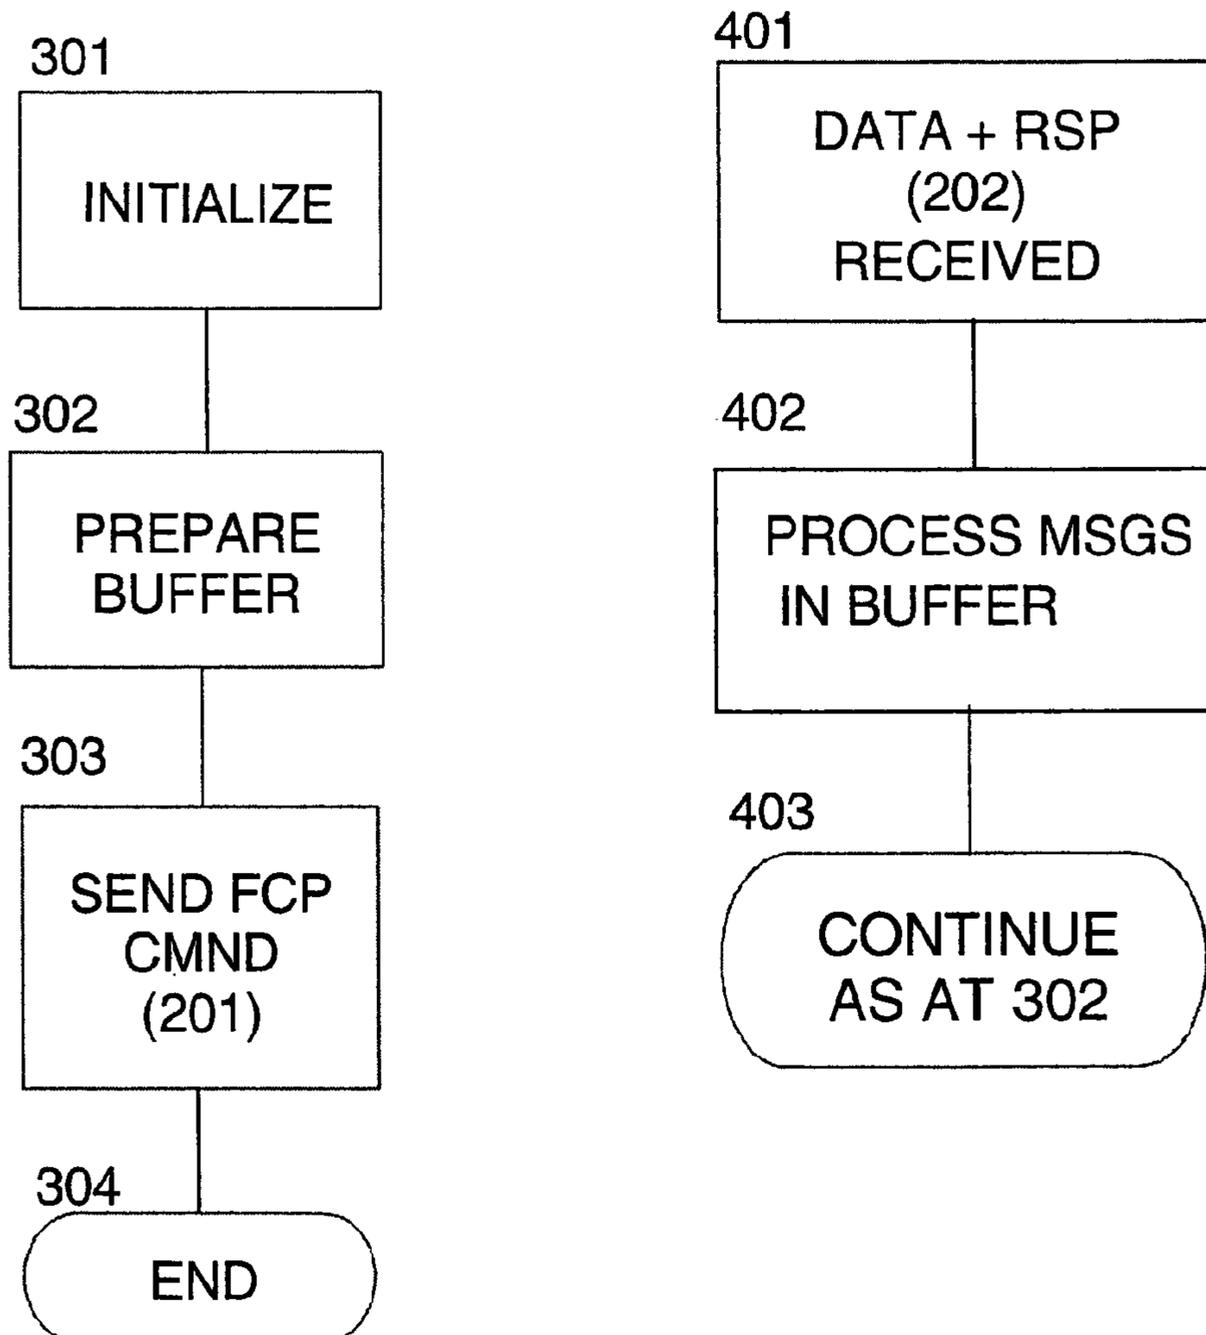 301
INITIALIZE
302
PREPARE
BUFFER
303
SEND FCP
CMND
(201)
304
END
401
DATA + RSP
(202)
RECEIVED
402
PROCESS MSGS
IN BUFFER
403
CONTINUE
AS AT 302